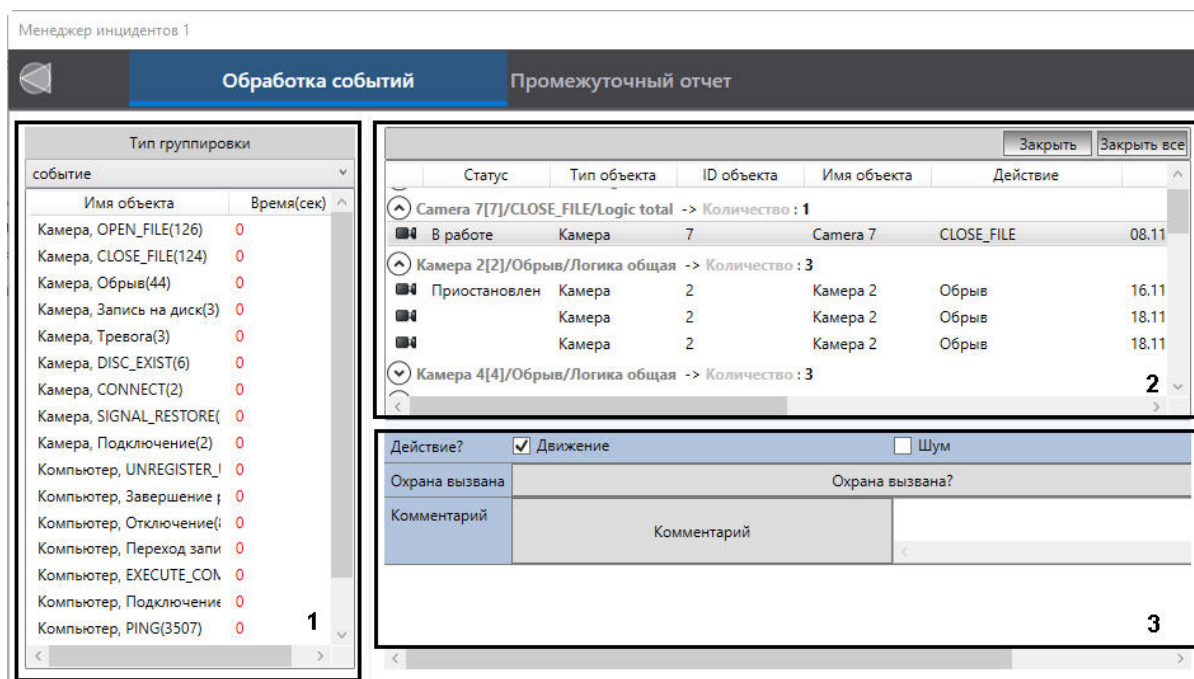 Менеджер инцидентов 1
Обработка событий Промежуточный отчет
Тип группировки
событие
Имя объекта Время(сек)
Камера, OPEN_FILE(126) 0
Камера, CLOSE_FILE(124) 0
Камера, Обрыв(44) 0
Камера, Запись на диск(3) 0
Камера, Тревога(3) 0
Камера, DISC_EXIST(6) 0
Камера, CONNECT(2) 0
Камера, SIGNAL_RESTORE( 0
Камера, Подключение(2) 0
Компьютер, UNREGISTER_ 0
Компьютер, Завершение 0
Компьютер, Отключение( 0
Компьютер, Переход запи 0
Компьютер, EXECUTE_COM 0
Компьютер, Подключение 0
Компьютер, PING(3507) 0
1
Закрыть Закрыть все
Статус Тип объекта ID объекта Имя объекта Действие
Camera 7[7]/CLOSE_FILE/Logic total -> Количество : 1
В работе Камера 7 Camera 7 CLOSE_FILE 08.11
Камера 2[2]/Обрыв/Логика общая -> Количество : 3
Приостановлен Камера 2 Камера 2 Обрыв 16.11
Камера 2 Камера 2 Обрыв 18.11
Камера 2 Камера 2 Обрыв 18.11
Камера 4[4]/Обрыв/Логика общая -> Количество : 3
2
Действие? Движение Шум
Охрана вызвана Охрана вызвана?
Комментарий Комментарий
3